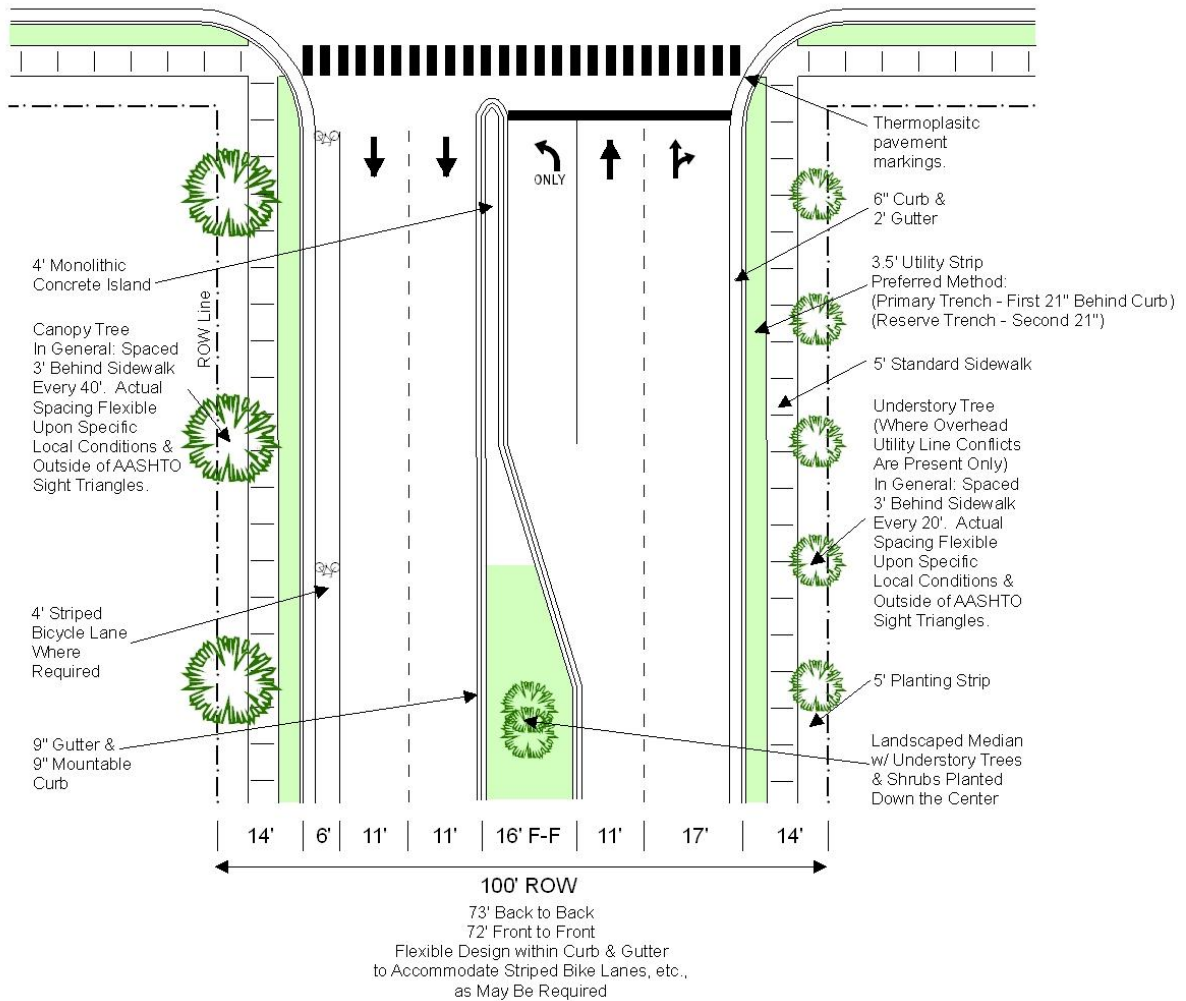 ONLY
Thermoplasitc
pavement
markings.
6" Curb &
2' Gutter
4' Monolithic
Concrete Island
3.5' Utility Strip
Preferred Method:
(Primary Trench - First 21" Behind Curb)
(Reserve Trench - Second 21")
ROW Line
Canopy Tree
In General: Spaced
3' Behind Sidewalk
Every 40'. Actual
Spacing Flexible
Upon Specific
Local Conditions &
Outside of AASHTO
Sight Triangles.
5' Standard Sidewalk
Understory Tree
(Where Overhead
Utility Line Conflicts
Are Present Only)
In General: Spaced
3' Behind Sidewalk
Every 20'. Actual
Spacing Flexible
Upon Specific
Local Conditions &
Outside of AASHTO
Sight Triangles.
4' Striped
Bicycle Lane
Where
Required
5' Planting Strip
9" Gutter &
9" Mountable
Curb
Landscaped Median
w/ Understory Trees
& Shrubs Planted
Down the Center
14' 6' 11' 11' 16' F-F 11' 17' 14'
100' ROW
73' Back to Back
72' Front to Front
Flexible Design within Curb & Gutter
to Accommodate Striped Bike Lanes, etc.,
as May Be Required